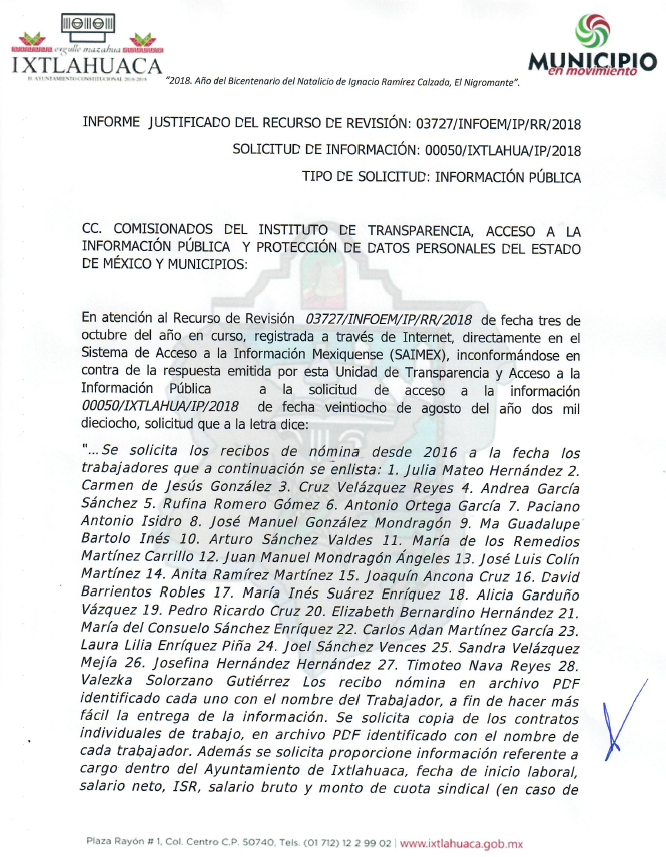 orgullo mazahua
IXTLAHUACA
H. AYUNTAMIENTO CONSTITUCIONAL 2016-2018
MUNICIPIO
en movimiento
"2018. Año del Bicentenario del Natalicio de Ignacio Ramírez Calzada, El Nigromante".
INFORME JUSTIFICADO DEL RECURSO DE REVISIÓN: 03727/INFOEM/IP/RR/2018
SOLICITUD DE INFORMACIÓN: 00050/IXTLAHUA/IP/2018
TIPO DE SOLICITUD: INFORMACIÓN PÚBLICA
CC. COMISIONADOS DEL INSTITUTO DE TRANSPARENCIA, ACCESO A LA
INFORMACIÓN PÚBLICA Y PROTECCIÓN DE DATOS PERSONALES DEL ESTADO
DE MÉXICO Y MUNICIPIOS:
En atención al Recurso de Revisión 03727/INFOEM/IP/RR/2018 de fecha tres de
octubre del año en curso, registrada a través de Internet, directamente en el
Sistema de Acceso a la Información Mexiquense (SAIMEX), inconformándose en
contra de la respuesta emitida por esta Unidad de Transparencia y Acceso a la
Información Pública a la solicitud de acceso a la información
00050/IXTLAHUA/IP/2018 de fecha veintiocho de agosto del año dos mil
dieciocho, solicitud que a la letra dice:
"...Se solicita los recibos de nómina desde 2016 a la fecha los
trabajadores que a continuación se enlista: 1. Julia Mateo Hernández 2.
Carmen de Jesús González 3. Cruz Velázquez Reyes 4. Andrea García
Sánchez 5. Rufina Romero Gómez 6. Antonio Ortega García 7. Paciano
Antonio Isidro 8. José Manuel González Mondragón 9. Ma Guadalupe
Bartolo Inés 10. Arturo Sánchez Valdes 11. María de los Remedios
Martínez Carrillo 12. Juan Manuel Mondragón Ángeles 13. José Luis Colín
Martínez 14. Anita Ramírez Martínez 15. Joaquín Ancona Cruz 16. David
Barrientos Robles 17. María Inés Suárez Enríquez 18. Alicia Garduño
Vázquez 19. Pedro Ricardo Cruz 20. Elizabeth Bernardino Hernández 21.
María del Consuelo Sánchez Enríquez 22. Carlos Adan Martínez García 23.
Laura Lilia Enríquez Piña 24. Joel Sánchez Vences 25. Sandra Velázquez
Mejía 26. Josefina Hernández Hernández 27. Timoteo Nava Reyes 28.
Valezka Solorzano Gutiérrez Los recibo nómina en archivo PDF
identificado cada uno con el nombre del Trabajador, a fin de hacer más
fácil la entrega de la información. Se solicita copia de los contratos
individuales de trabajo, en archivo PDF identificado con el nombre de
cada trabajador. Además se solicita proporcione información referente a
cargo dentro del Ayuntamiento de Ixtlahuaca, fecha de inicio laboral,
salario neto, ISR, salario bruto y monto de cuota sindical (en caso de
Plaza Rayón # 1, Col. Centro C.P. 50740, Tels. (01 712) 12 2 99 02 | www.ixtlahuaca.gob.mx